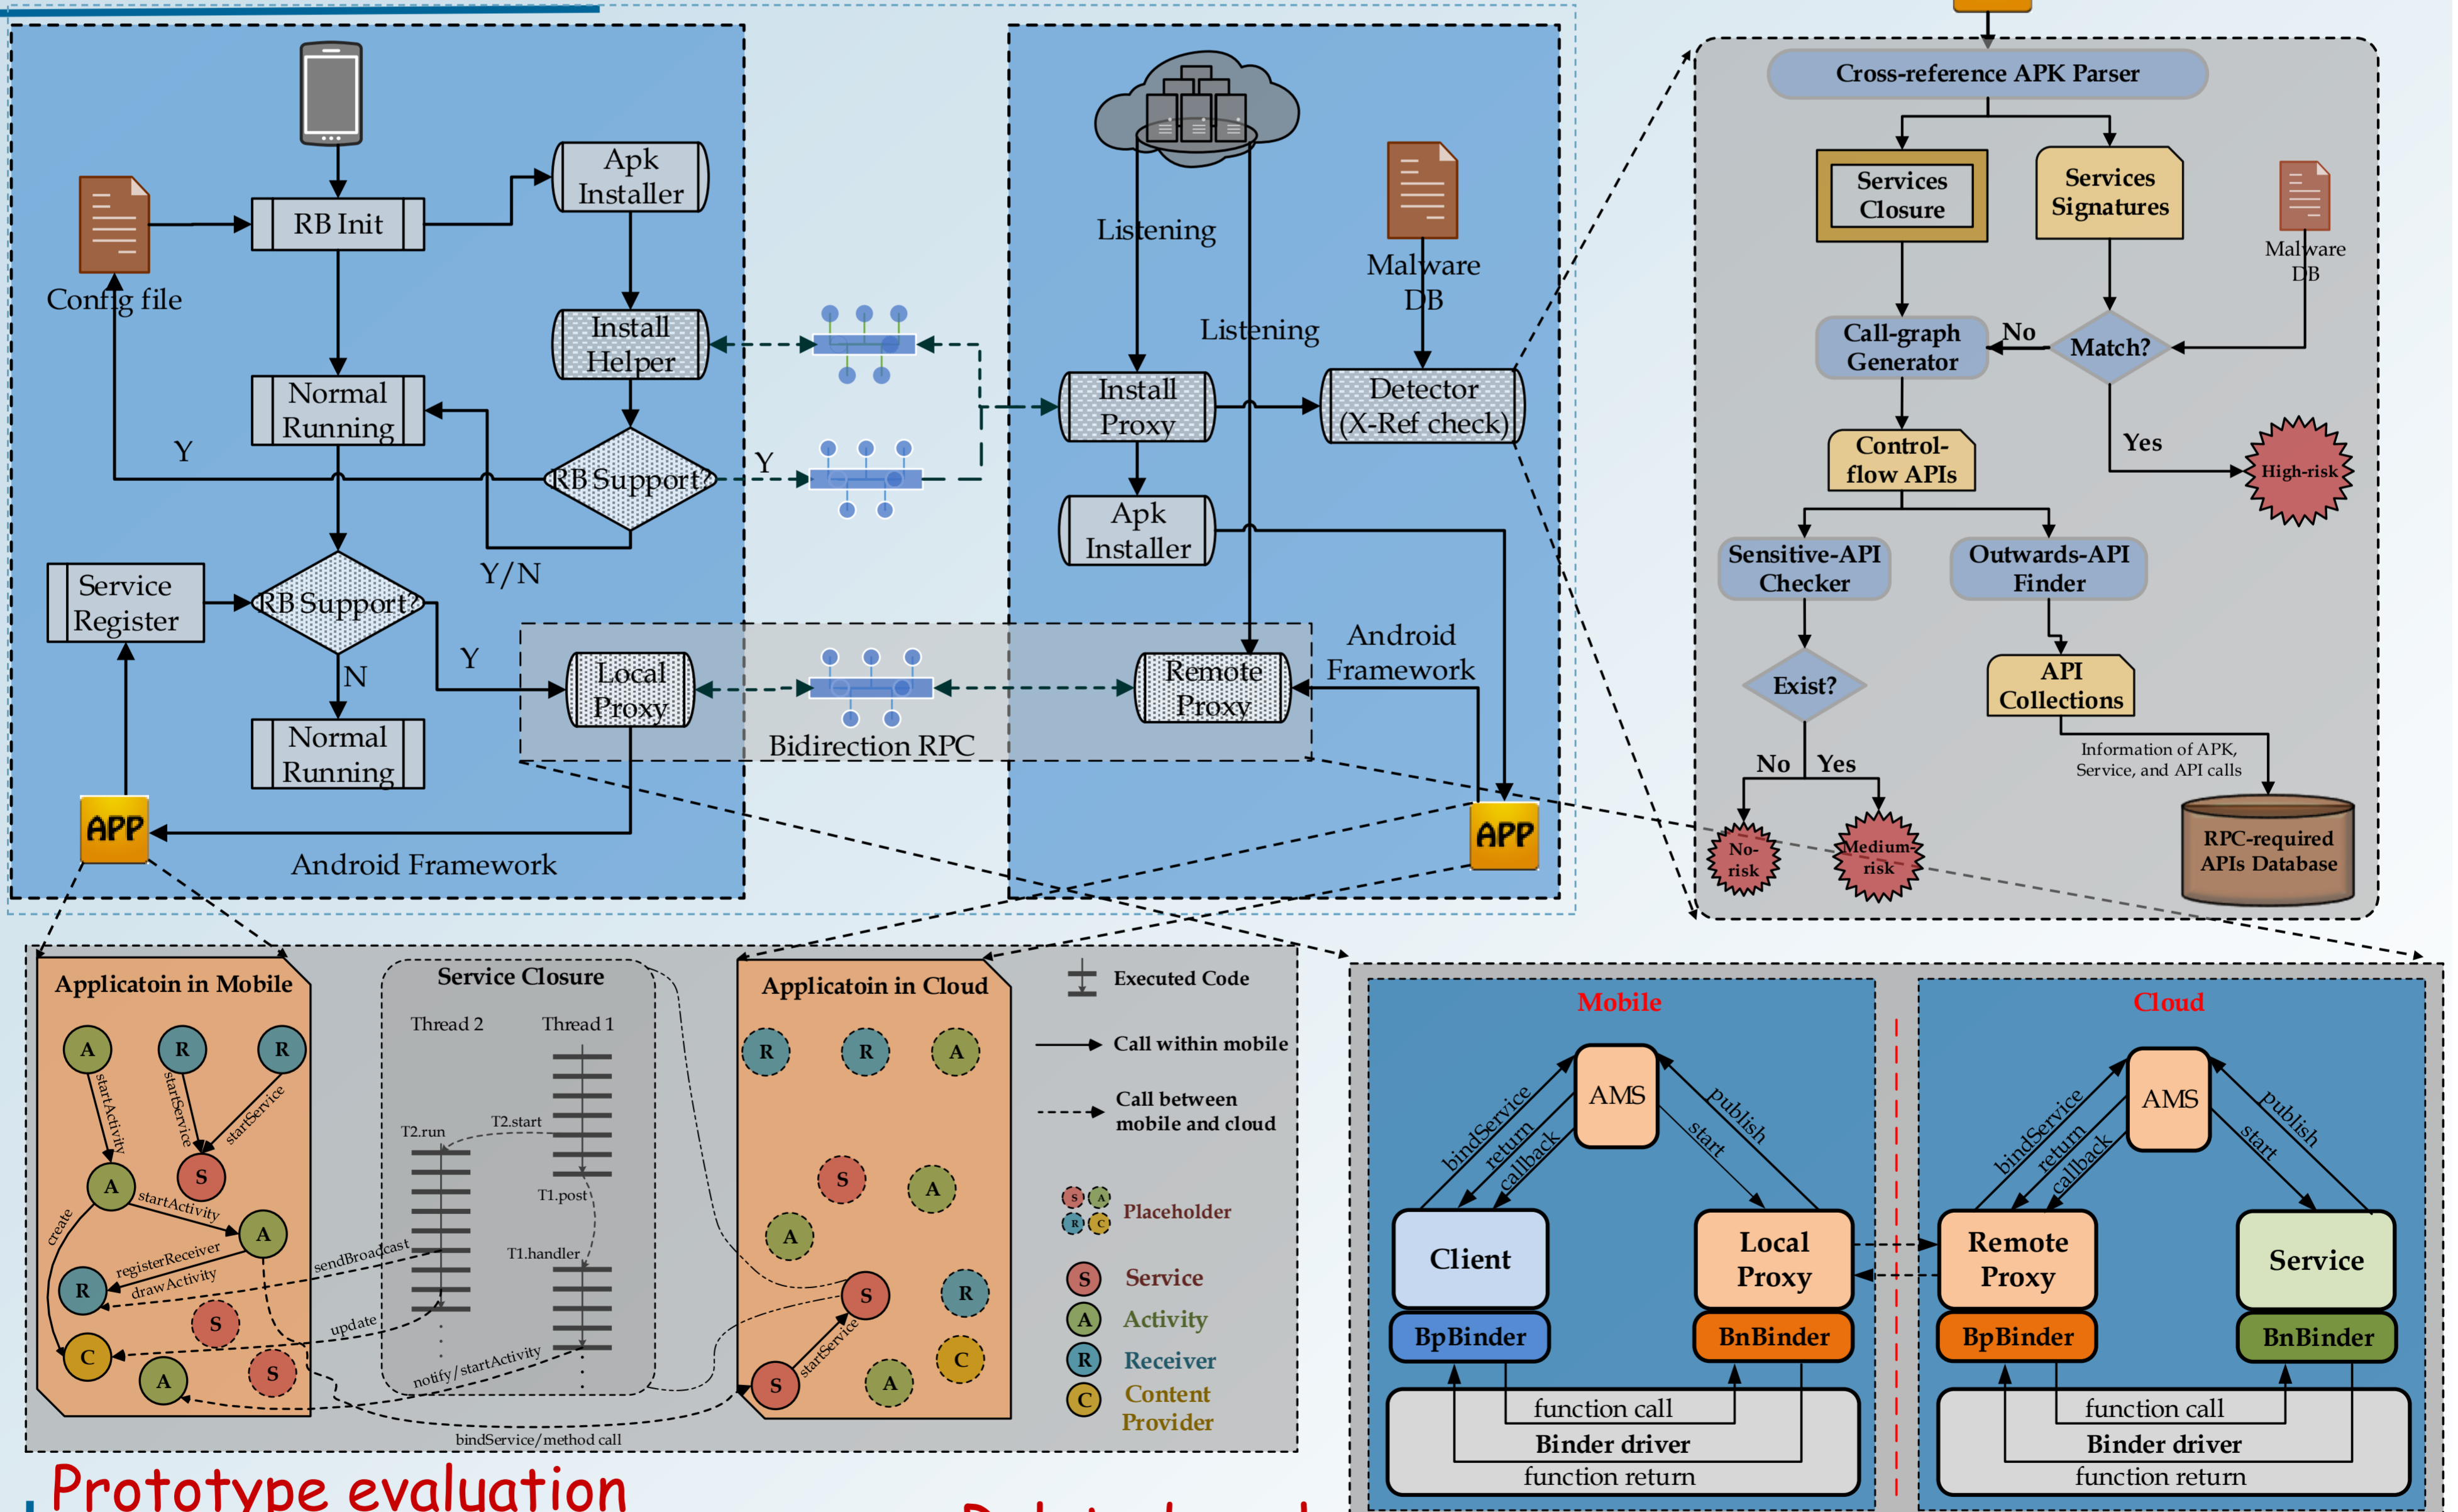 Apk
Installer
RB Init
Config file
Install
Helper
Normal
Running
Y
RB Support?
Y
Y/N
Service
Register
RB Support?
Y
N
Local
Proxy
Normal
Running
APP
Android Framework
Bidirection RPC
Listening
Malware
DB
Listening
Install
Proxy
Detector
(X-Ref check)
Apk
Installer
Android
Framework
Remote
Proxy
APP
Cross-reference APK Parser
Services
Closure
Services
Signatures
Malware
DB
Call-graph
Generator
No
Match?
Yes
High-risk
Control-
flow APIs
Sensitive-API
Checker
Outwards-API
Finder
Exist?
API
Collections
No
Yes
Information of APK,
Service, and API calls
No-
risk
Medium-
risk
RPC-required
APIs Database
Applicatoin in Mobile
A
R
R
startActivity
startService
startService
A
S
startActivity
create
A
registerReceiver
drawActivity
R
S
C
A
S
Service Closure
Thread 2
Thread 1
T2.start
T2.run
T1.post
T1.handler
sendBroadcast
update
notify/startActivity
bindService/method call
Applicatoin in Cloud
R
R
A
S
A
A
S
R
startService
C
S
A
Executed Code
Call within mobile
Call between
mobile and cloud
S
A
R
C
Placeholder
S
Service
A
Activity
R
Receiver
C
Content
Provider
Mobile
AMS
bindService
return
callback
start
publish
Client
Local
Proxy
BpBinder
BnBinder
function call
Binder driver
function return
Cloud
AMS
bindService
return
callback
start
publish
Remote
Proxy
Service
BpBinder
BnBinder
function call
Binder driver
function return
Prototype evaluation